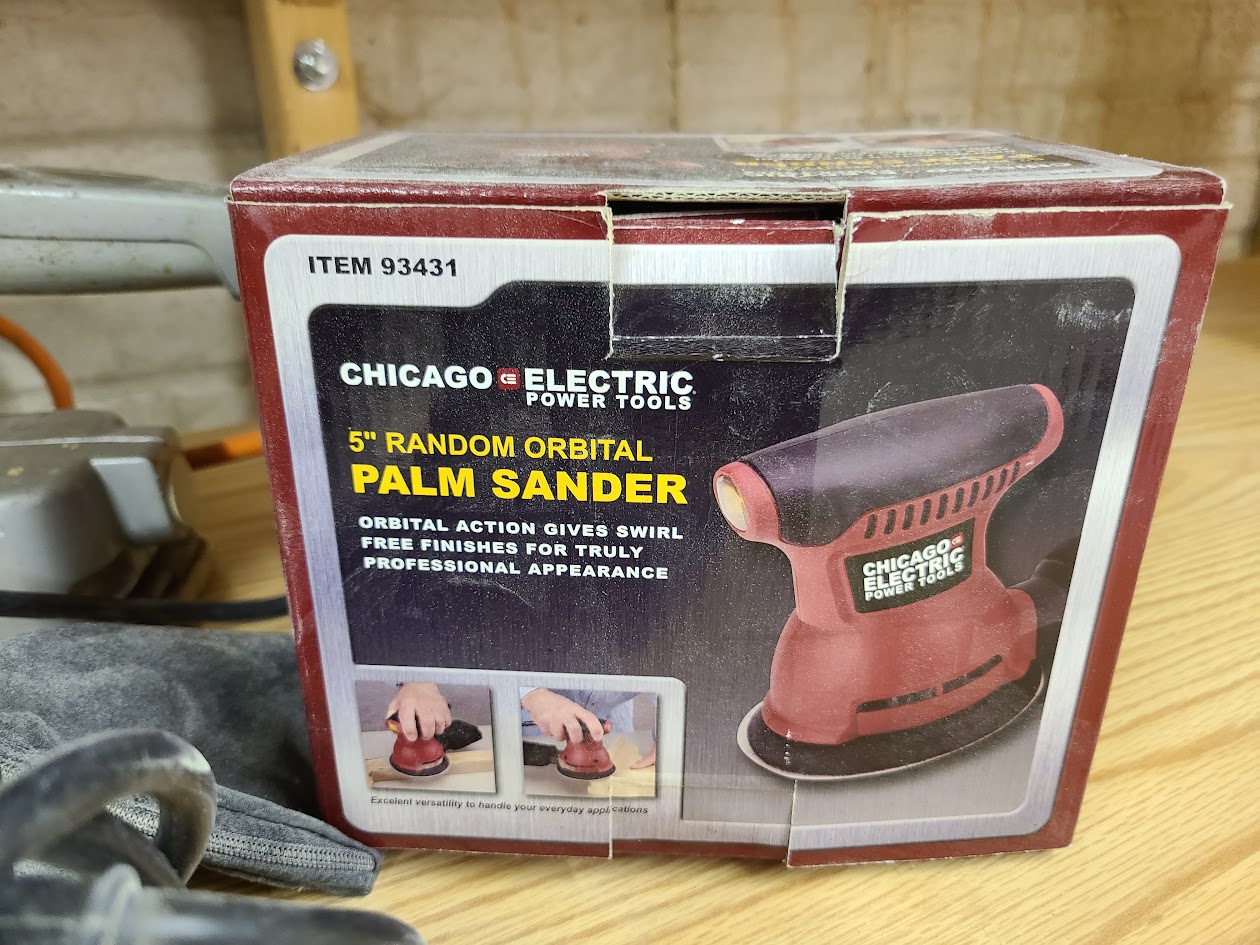 ITEM 93431
CHICAGO CE ELECTRIC
POWER TOOLS
5" RANDOM ORBITAL
PALM SANDER
ORBITAL ACTION GIVES SWIRL
FREE FINISHES FOR TRULY
PROFESSIONAL APPEARANCE
CHICAGO
ELECTRIC
POWER TOOLS
Excelent versatility to handle your everyday applications